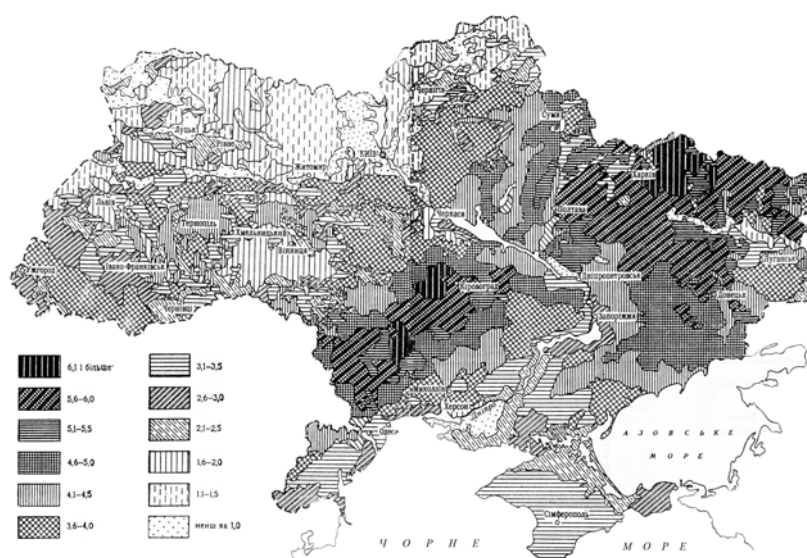 Чернігів
Суми
Луцьк
Рівне
КИЇВ
Житомир
Харків
Львів
Полтава
Тернопіль
Хмельницький
Черкаси
Луганськ
Вінниця
Ужгород
Івано-Франківськ
Кіровоград
Дніпропетровськ
Донецьк
Чернівці
Запоріжжя
Миколаїв
Херсон
Дніпро
Одеса
АЗОВСЬКЕ
МОРЕ
Сімферополь
ЧОРНЕ МОРЕ
6,1 і більше
3,1–3,5
5,6–6,0
2,6–3,0
5,1–5,5
2,1–2,5
4,6–5,0
1,6–2,0
4,1–4,5
1,1–1,5
3,6–4,0
менш як 1,0